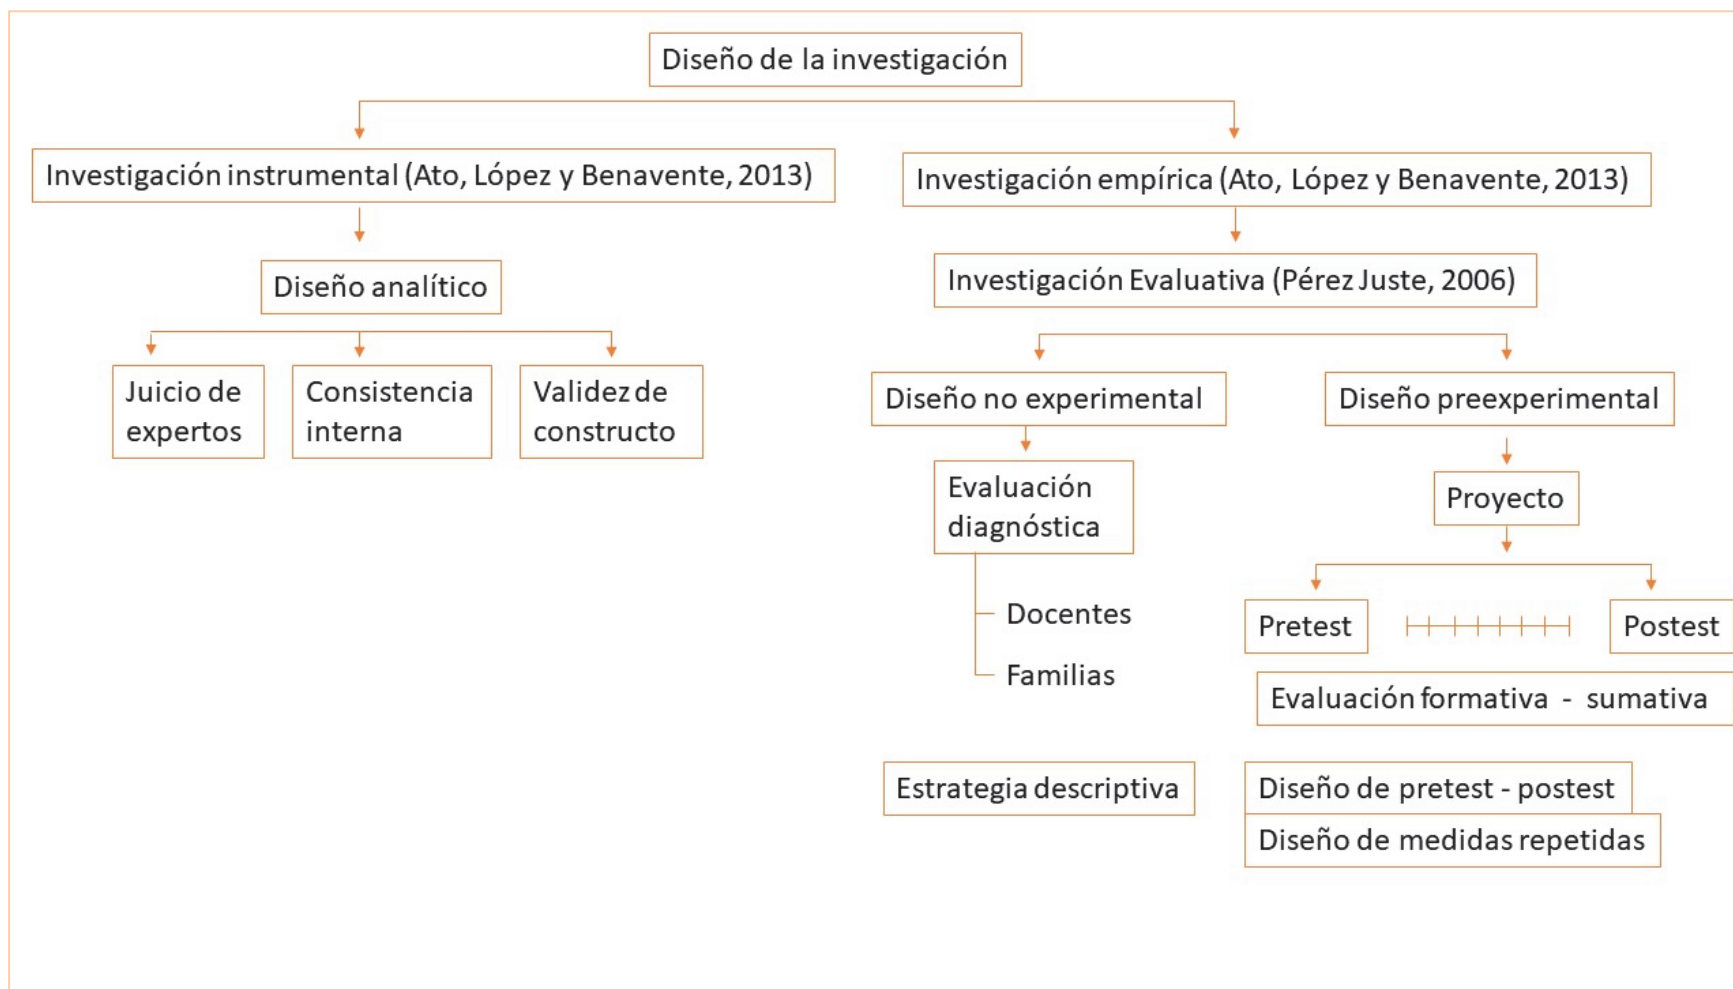 Diseño de la investigación
Investigación instrumental (Ato, López y Benavente, 2013)
Investigación empírica (Ato, López y Benavente, 2013)
Diseño analítico
Investigación Evaluativa (Pérez Juste, 2006)
Juicio de
expertos
Consistencia
interna
Validez de
constructo
Diseño no experimental
Diseño preexperimental
Evaluación
diagnóstica
Proyecto
Docentes
Familias
Pretest
Postest
Evaluación formativa - sumativa
Estrategia descriptiva
Diseño de pretest - postest
Diseño de medidas repetidas